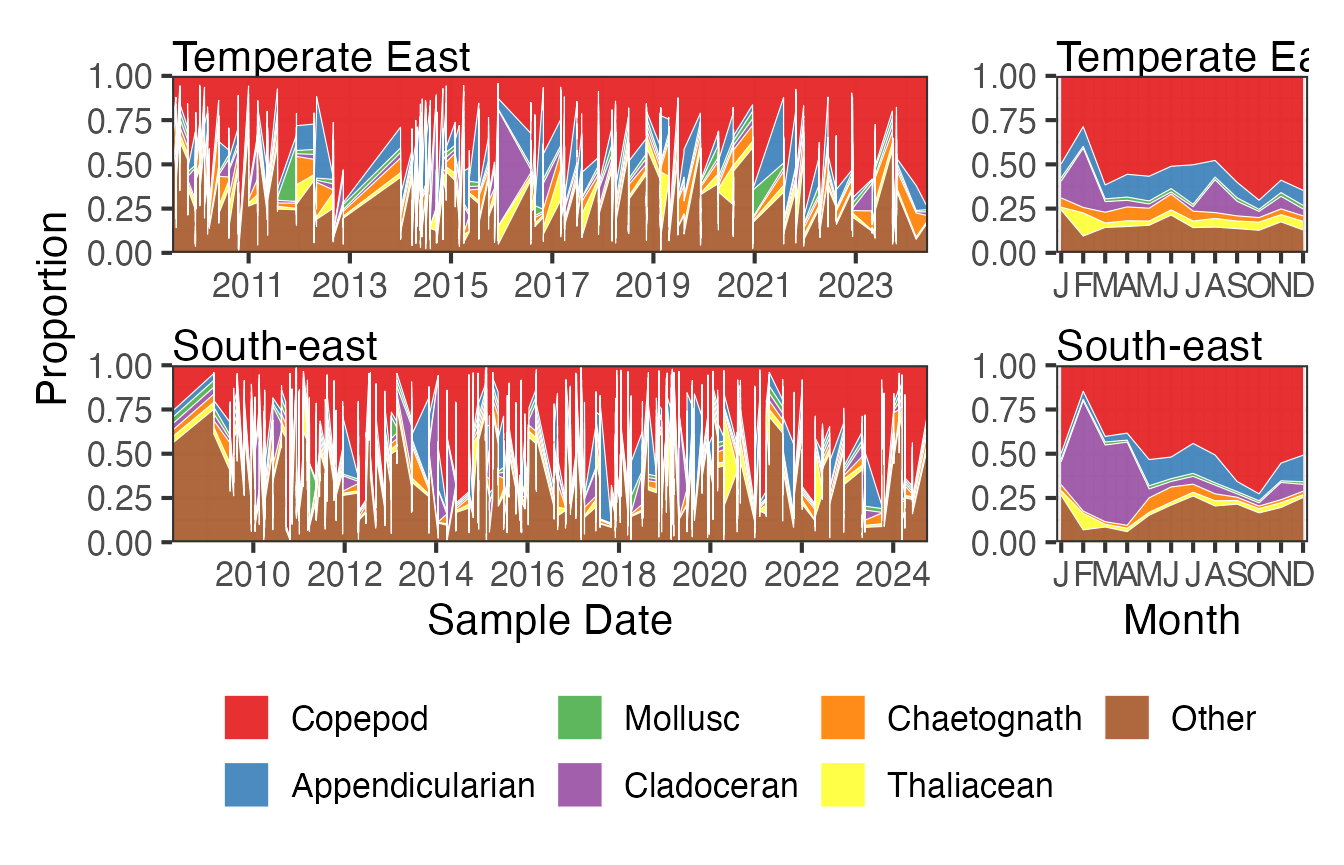 Temperate East
Temperate Ea
1.00
0.75
0.50
0.25
0.00
2011 2013 2015 2017 2019 2021 2023
1.00
0.75
0.50
0.25
0.00
J F M A M J J A S O N D
Proportion
South-east
South-east
1.00
0.75
0.50
0.25
0.00
2010 2012 2014 2016 2018 2020 2022 2024
1.00
0.75
0.50
0.25
0.00
J F M A M J J A S O N D
Sample Date
Month
Copepod Mollusc Chaetognath Other
Appendicularian Cladoceran Thaliacean